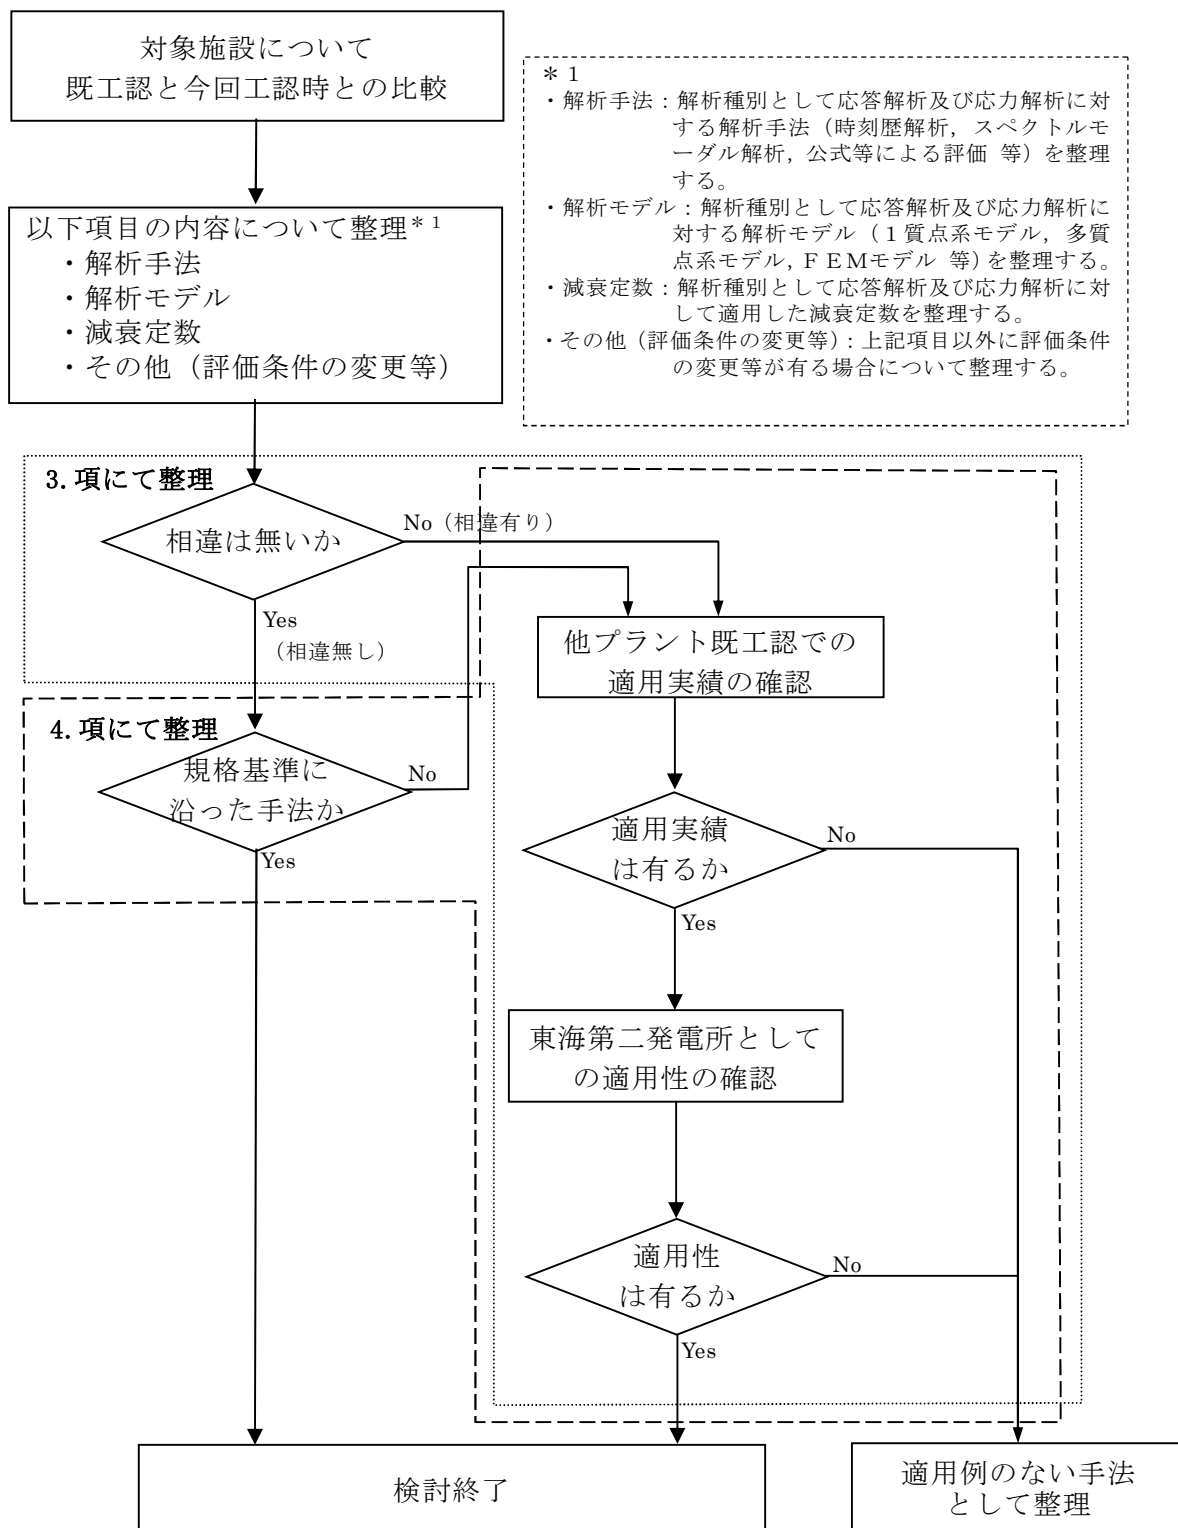 対象施設について
既工認と今回工認時との比較
＊1
・解析手法：解析種別として応答解析及び応力解析に対
する解析手法（時刻歴解析，スペクトルモ
ーダル解析，公式等による評価 等）を整理
する。
・解析モデル：解析種別として応答解析及び応力解析に
対する解析モデル（１質点系モデル，多質
点系モデル，ＦＥＭモデル 等）を整理する。
・減衰定数：解析種別として応答解析及び応力解析に対
して適用した減衰定数を整理する。
・その他（評価条件の変更等）：上記項目以外に評価条件
の変更等が有る場合について整理する。
以下項目の内容について整理＊1
・解析手法
・解析モデル
・減衰定数
・その他（評価条件の変更等）
3. 項にて整理
相違は無いか
No（相違有り）
Yes
（相違無し）
他プラント既工認での
適用実績の確認
4. 項にて整理
規格基準に
沿った手法か
No
Yes
適用実績
は有るか
No
Yes
東海第二発電所として
の適用性の確認
適用性
は有るか
No
Yes
検討終了
適用例のない手法
として整理